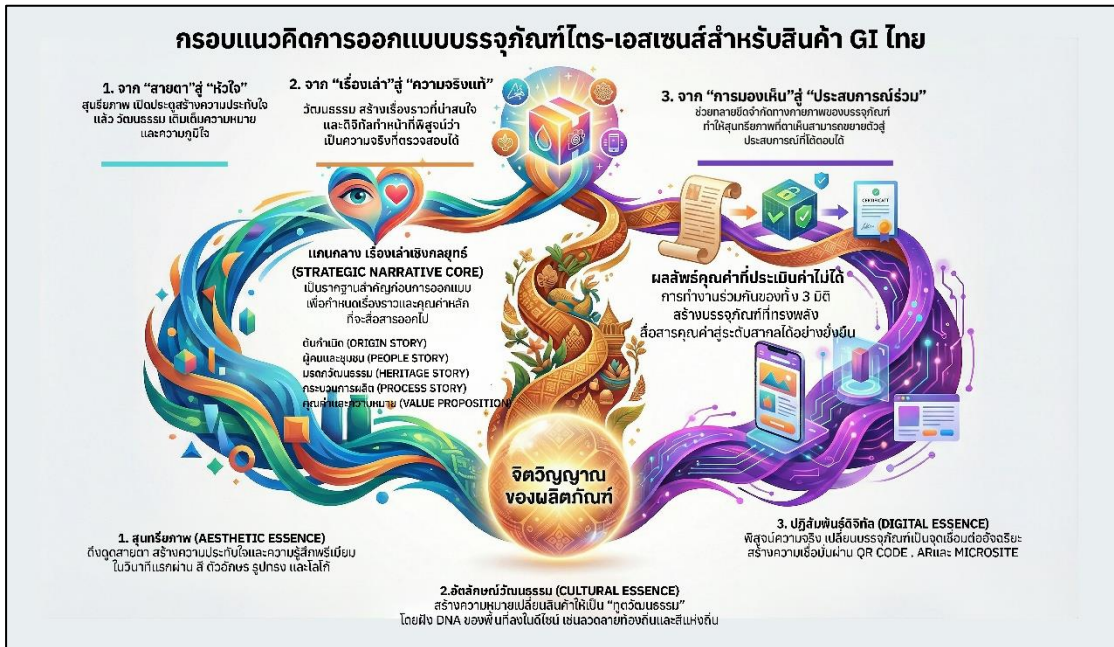 กรอบแนวคิดการออกแบบบรรจุภัณฑ์ไตร-เอสเซนส์สำหรับสินค้า GI ไทย
1. จาก “สายตา”สู่ “หัวใจ”
สุนรียภาพ เปิดประตูสร้างความประทับใจ
แล้ว วัฒนธรรม เติมเต็มความหมาย
และความภูมิใจ
2. จาก “เรื่องเล่า”สู่ “ความจริงแท้”
วัฒนธรรม สร้างเรื่องราวที่น่าสนใจ
และดิจิทัลทำหน้าที่พิสูจน์ว่า
เป็นความจริงที่ตรวจสอบได้
3. จาก “การมองเห็น”สู่ “ประสบการณ์ร่วม”
ช่วยทลายขีดจำกัดทางกายภาพของบรรจุภัณฑ์
ทำให้สุนทรียภาพที่ตาเห็นสามารถขยายตัวสู่
ประสบการณ์ที่โต้ตอบได้
CERTIFICATE
แกนกลาง เรื่องเล่าเชิงกลยุทธ์
(STRATEGIC NARRATIVE CORE)
เป็นรากฐานสำคัญก่อนการออกแบบ
เพื่อกำหนดเรื่องราวและคุณค่าหลัก
ที่จะสื่อสารออกไป
ต้นกำเนิด (ORIGIN STORY)
ผู้คนและชุมชน (PEOPLE STORY)
มรดกวัฒนธรรม (HERITAGE STORY)
กระบวนการผลิต (PROCESS STORY)
คุณค่าและความหมาย (VALUE PROPOSITION)
ผลลัพธ์คุณค่าที่ประเมินค่าไม่ได้
การทำงานร่วมกันของทั้ง 3 มิติ
สร้างบรรจุภัณฑ์ที่ทรงพลัง
สื่อสารคุณค่าสู่ระดับสากลได้อย่างยั่งยืน
จิตวิญญาณ
ของผลิตภัณฑ์
1. สุนทรียภาพ (AESTHETIC ESSENCE)
ดึงดูดสายตา สร้างความประทับใจและความรู้สึกพรีเมียม
ในวินาทีแรกผ่าน สี ตัวอักษร รูปทรง และโลโก้
3. ปฏิสัมพันธ์ดิจิทัล (DIGITAL ESSENCE)
พิสูจน์ความจริง เปลี่ยนบรรจุภัณฑ์เป็นจุดเชื่อมต่ออัจฉริยะ
สร้างความเชื่อมั่นผ่าน QR CODE , ARและ MICROSITE
2.อัตลักษณ์วัฒนธรรม (CULTURAL ESSENCE)
สร้างความหมายเปลี่ยนสินค้าให้เป็น “ทูตวัฒนธรรม”
โดยฝัง DNA ของพื้นที่ลงในดีไซน์ เช่นลวดลายท้องถิ่นและสีแห่งถิ่น